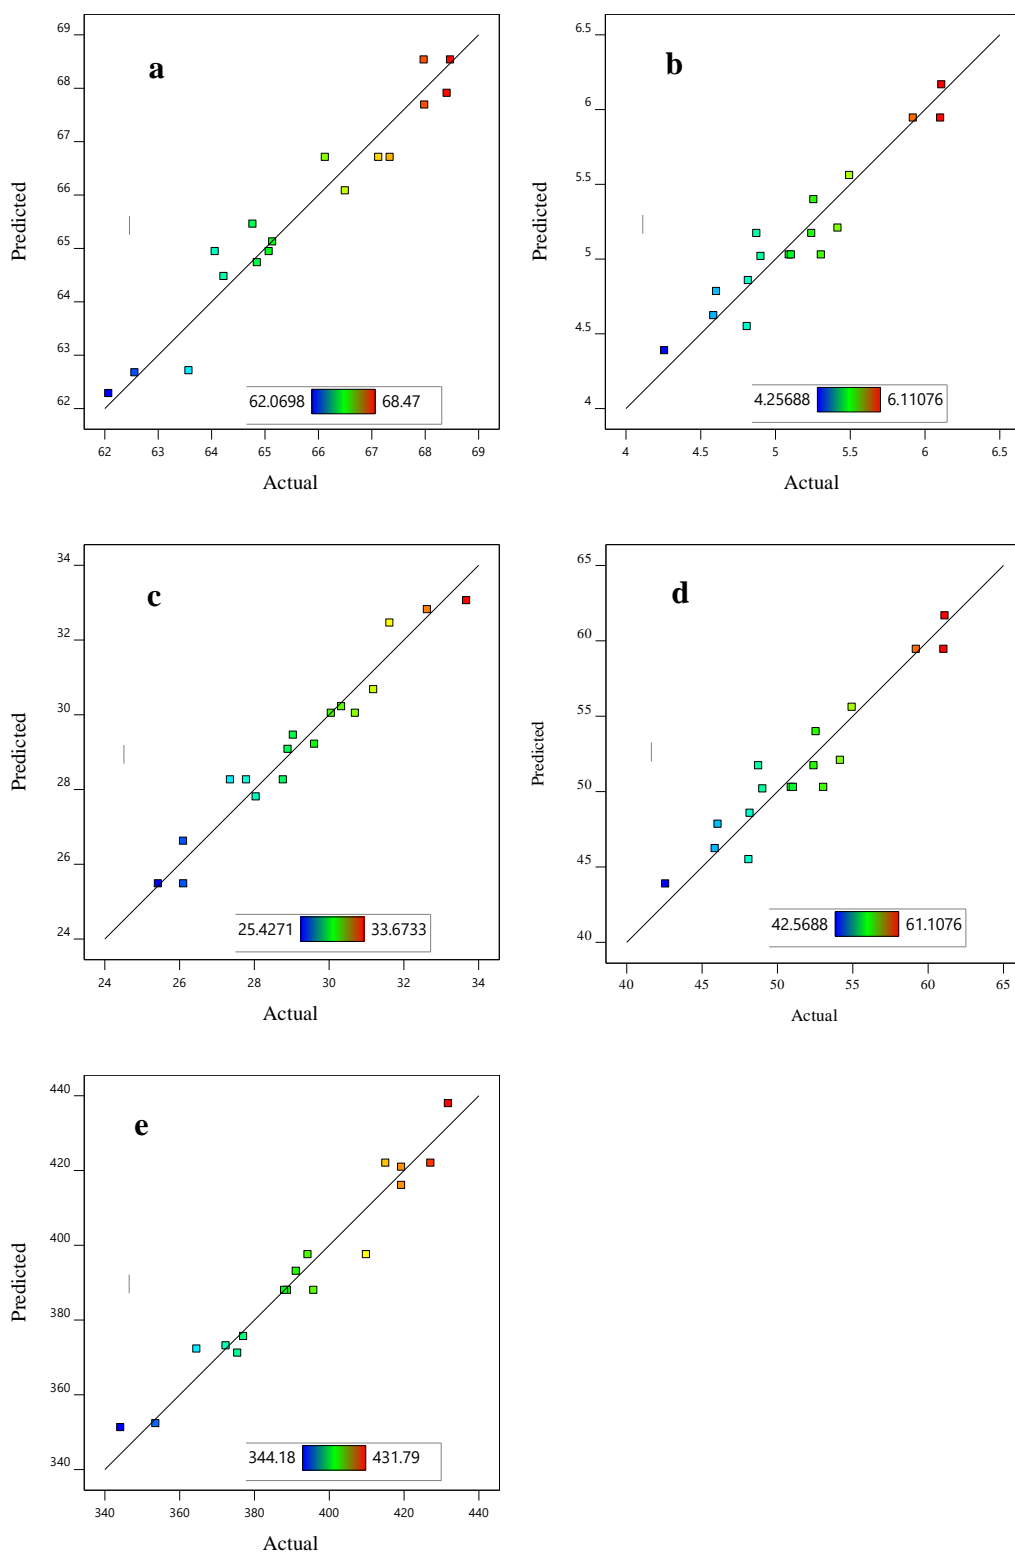 69
68
67
66
65
64
63
62
Predicted
a
62.0698 68.47
62 63 64 65 66 67 68 69
Actual
6.5
6
5.5
5
4.5
4
Predicted
b
4.25688 6.11076
4 4.5 5 5.5 6 6.5
Actual
34
32
30
28
26
24
Predicted
c
25.4271 33.6733
24 26 28 30 32 34
Actual
65
60
55
50
45
40
Predicted
d
42.5688 61.1076
40 45 50 55 60 65
Actual
440
420
400
380
360
340
Predicted
e
344.18 431.79
340 360 380 400 420 440
Actual